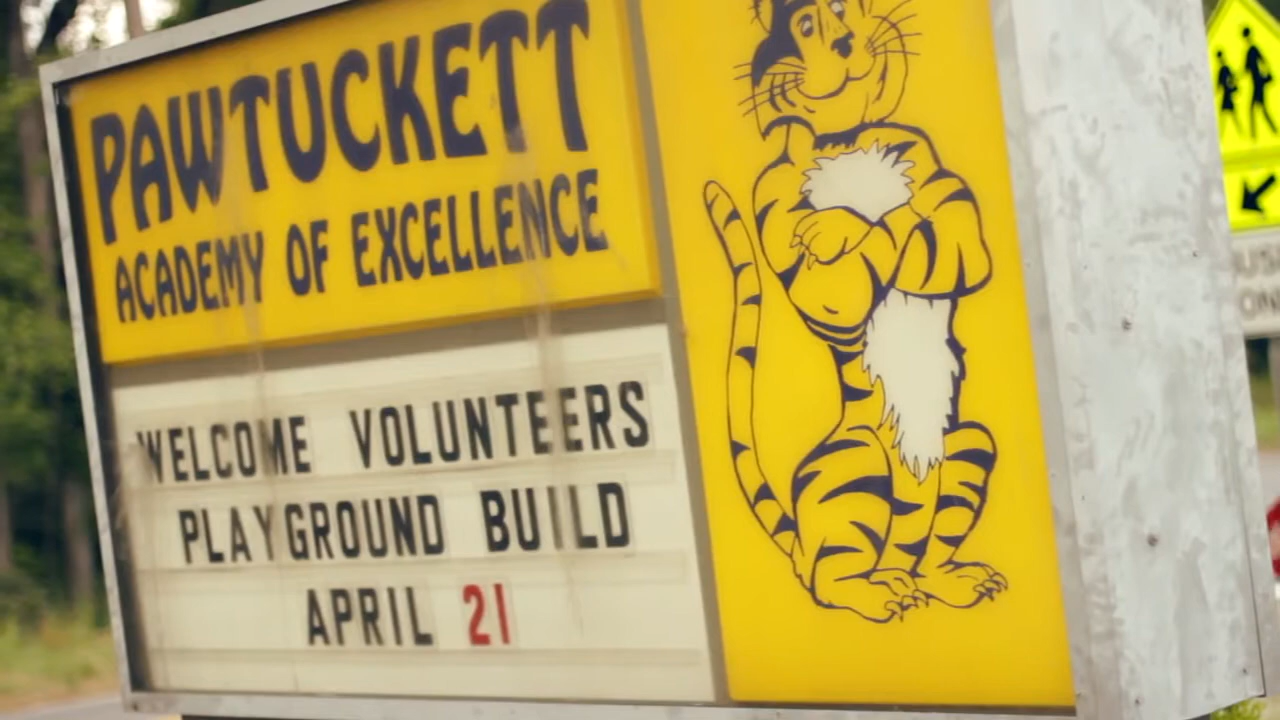 PAWTUCKETT
ACADEMY OF EXCELLENCE
WELCOME VOLUNTEERS
PLAYGROUND BUILD
APRIL 21